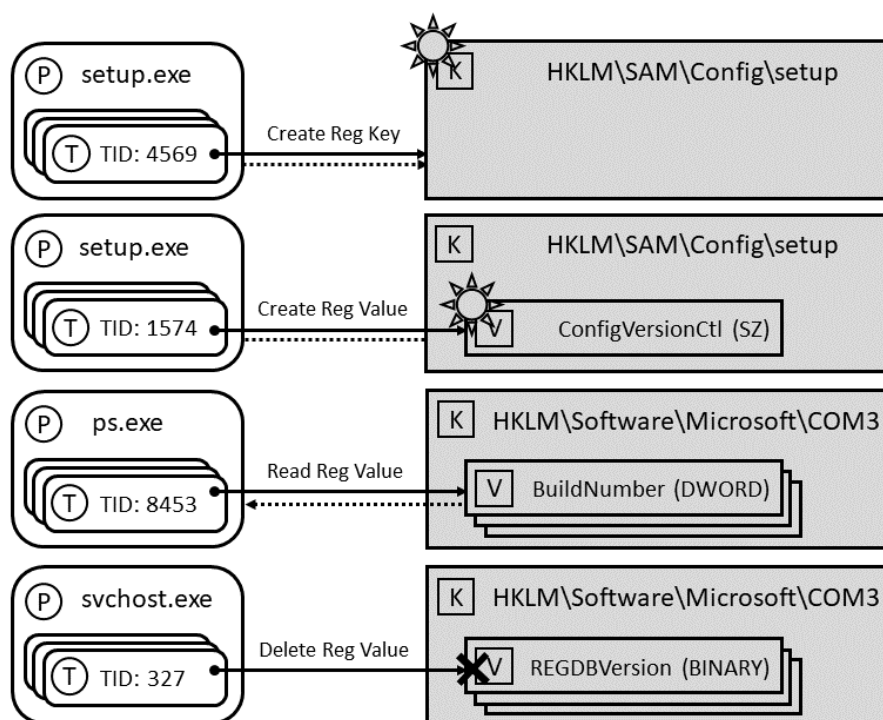 P setup.exe
T TID: 4569
Create Reg Key
K HKLM\SAM\Config\setup
P setup.exe
T TID: 1574
Create Reg Value
K HKLM\SAM\Config\setup
V ConfigVersionCtl (SZ)
P ps.exe
T TID: 8453
Read Reg Value
K HKLM\Software\Microsoft\COM3
V BuildNumber (DWORD)
P svchost.exe
T TID: 327
Delete Reg Value
K HKLM\Software\Microsoft\COM3
V REGDBVersion (BINARY)